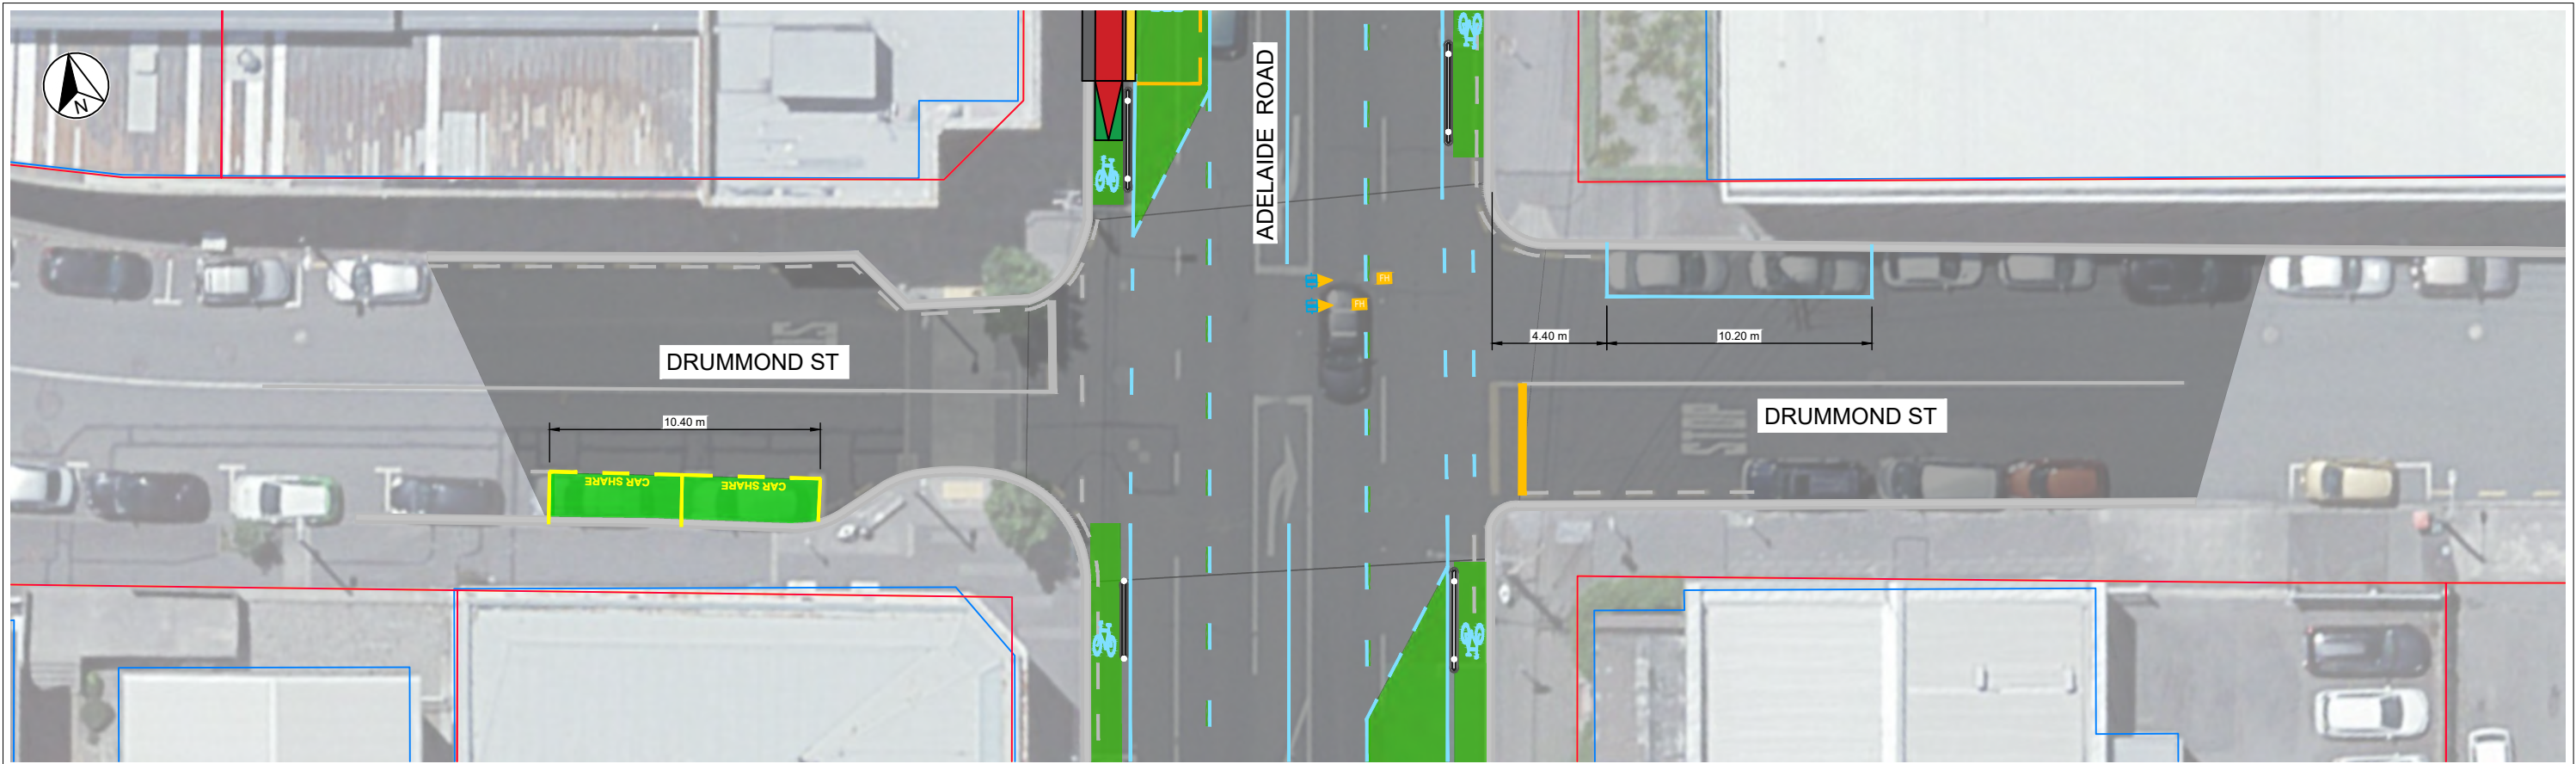 N
ADELAIDE ROAD
FH
FH
4.40 m
10.20 m
DRUMMOND ST
10.40 m
DRUMMOND ST
CAR SHARE
CAR SHARE